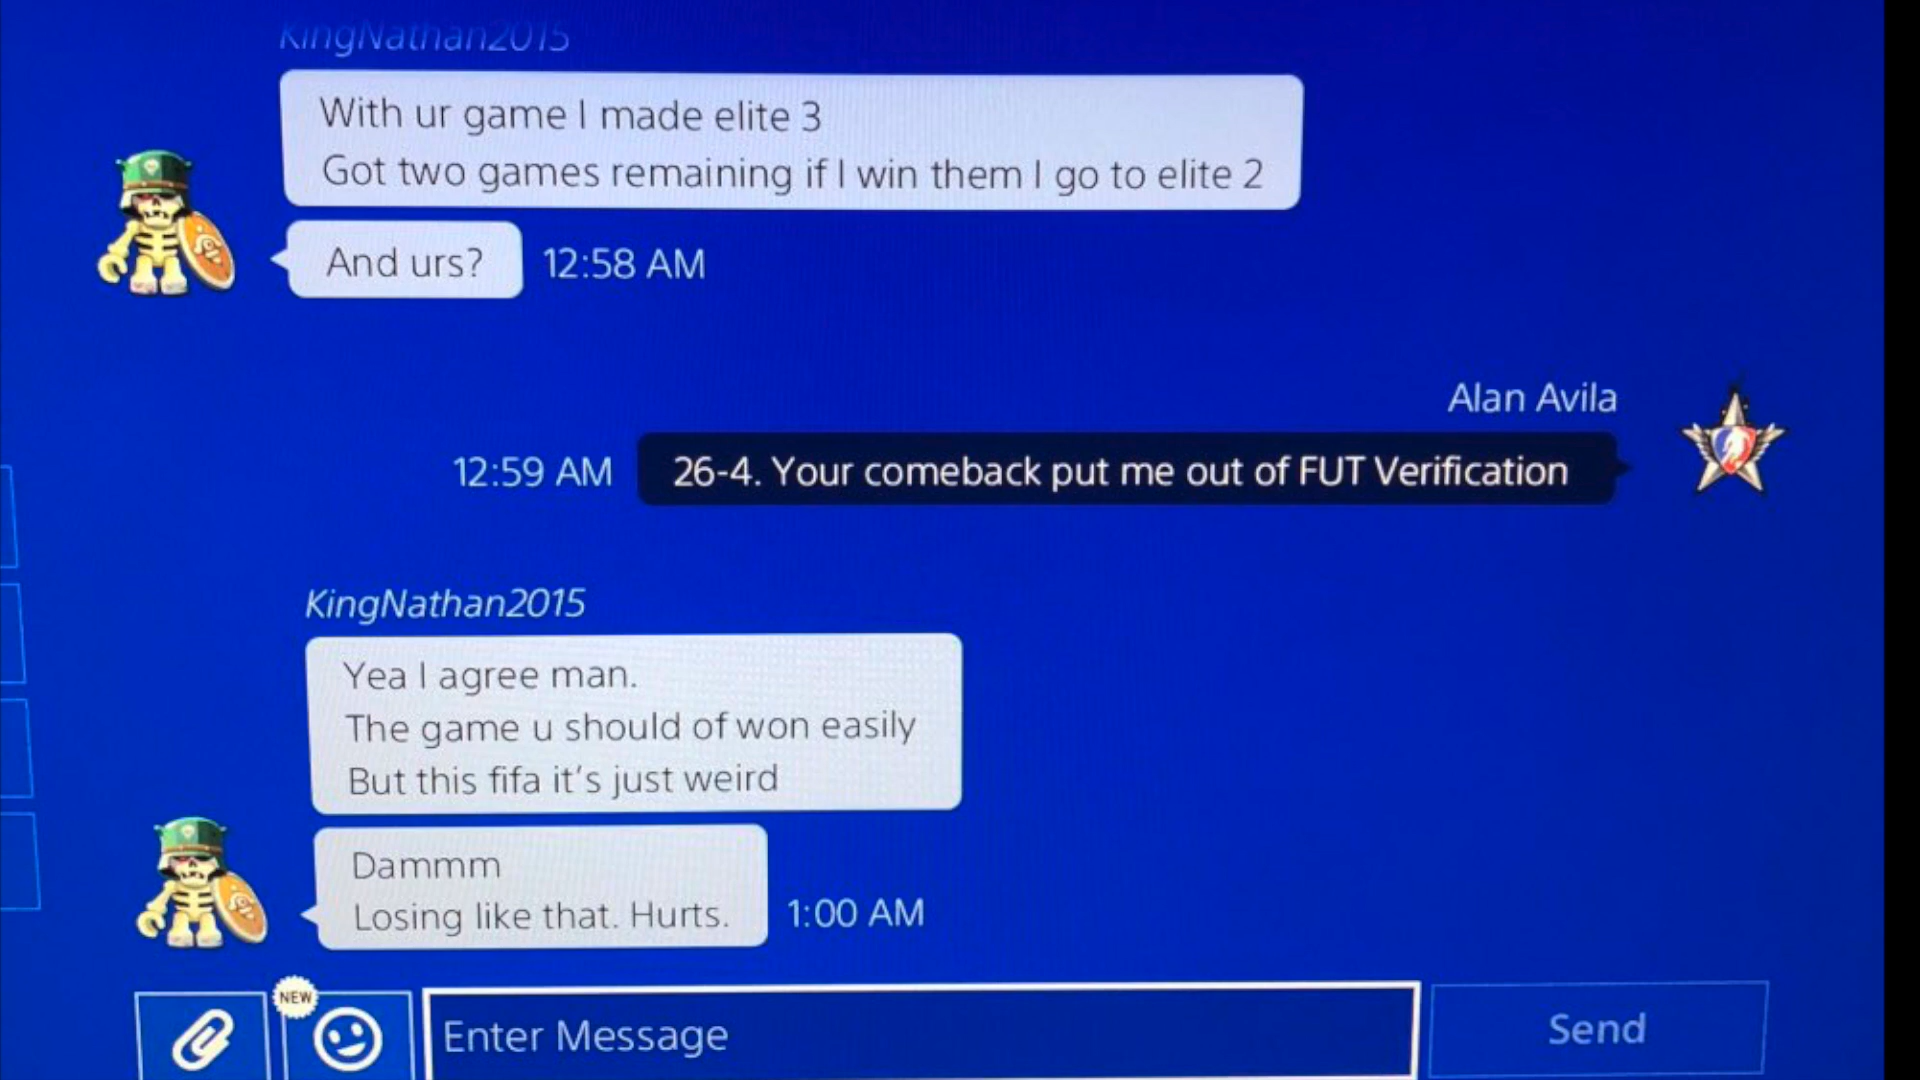 KingNathan2015
With ur game I made elite 3
Got two games remaining if I win them I go to elite 2
And urs?
12:58 AM
Alan Avila
12:59 AM
26-4. Your comeback put me out of FUT Verification
KingNathan2015
Yea I agree man.
The game u should of won easily
But this fifa it's just weird
Dammm
Losing like that. Hurts.
1:00 AM
NEW
Enter Message
Send